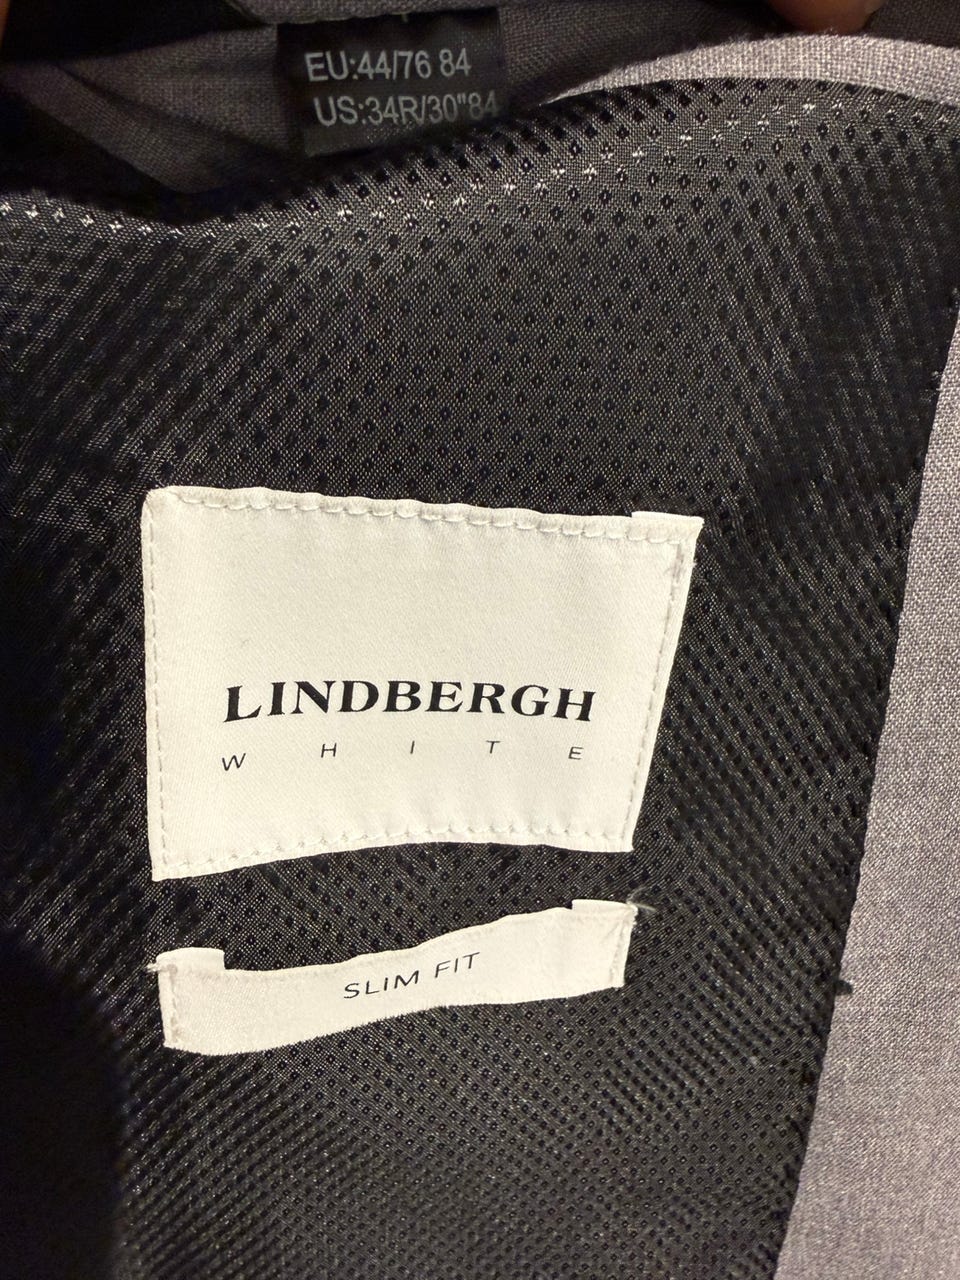 EU:44/76 84
US:34R/30"84
LINDBERGH
WHITE
SLIM FIT